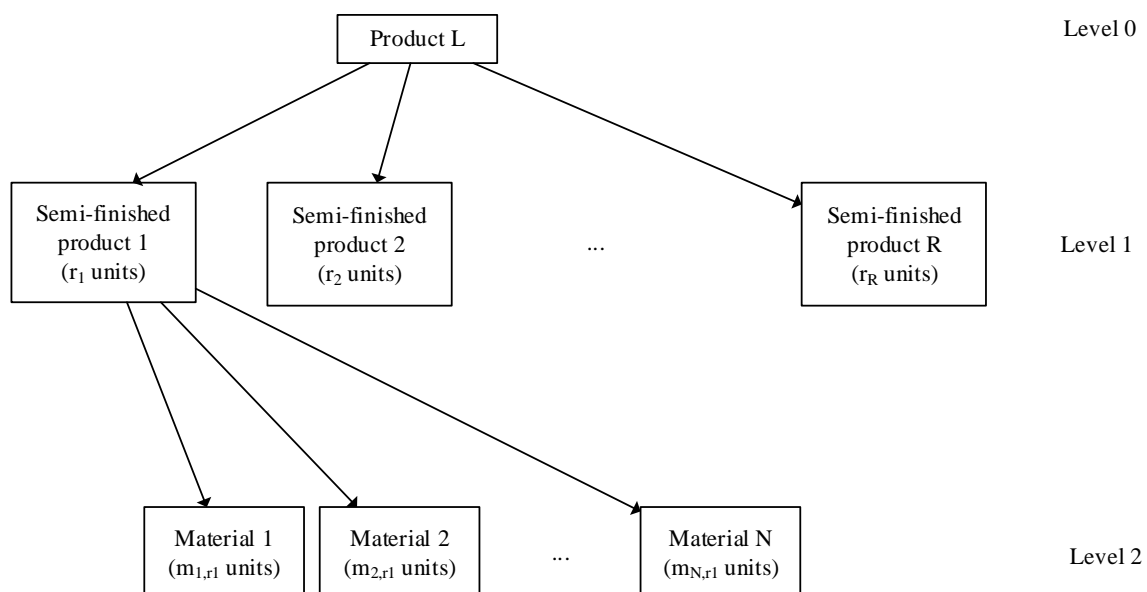 Product L
Level 0
Semi-finished
product 1
(r1 units)
Semi-finished
product 2
(r2 units)
...
Semi-finished
product R
(rR units)
Level 1
Material 1
(m1,r1 units)
Material 2
(m2,r1 units)
...
Material N
(mN,r1 units)
Level 2